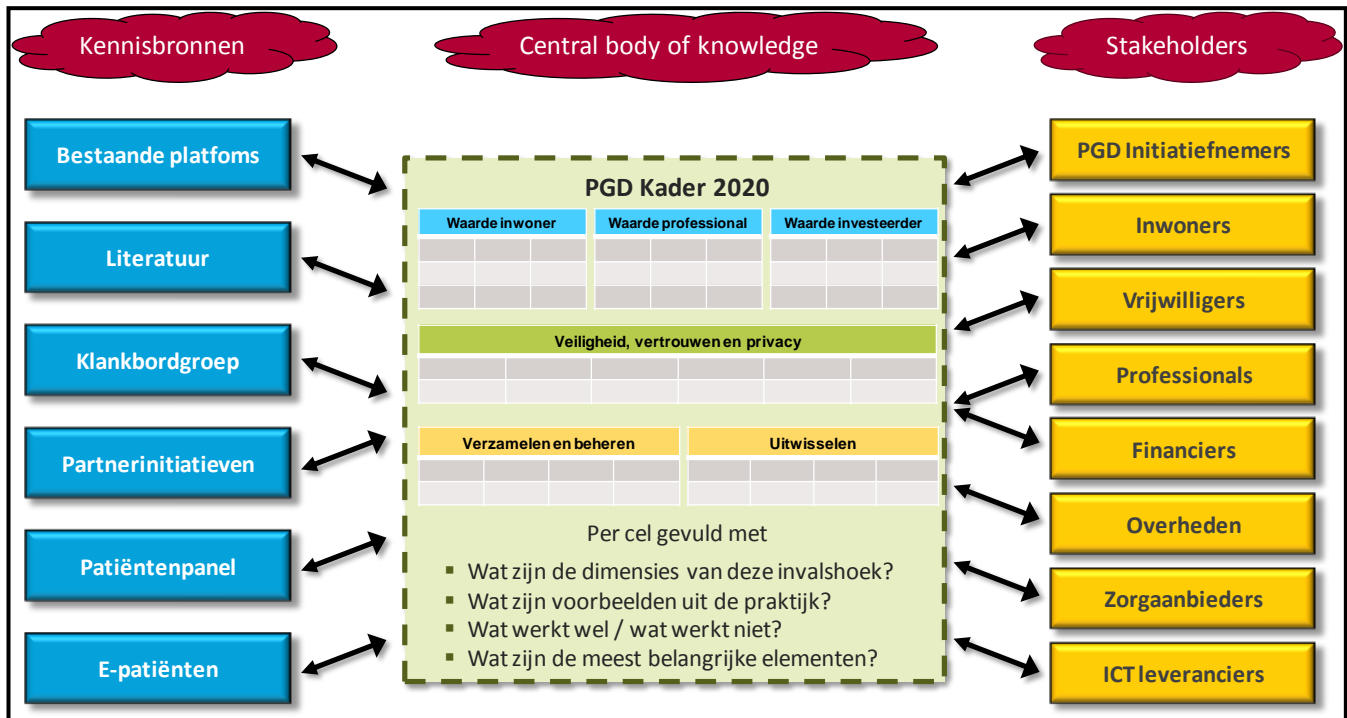 Kennisbronnen
Central body of knowledge
Stakeholders
Bestaande platfoms
Literatuur
Klankbordgroep
Partnerinitiatieven
Patiëntenpanel
E-patiënten
PGD Kader 2020
Waarde inwoner
Waarde professional
Waarde investeerder
Veiligheid, vertrouwen en privacy
Verzamelen en beheren
Uitwisselen
Per cel gevuld met
▪ Wat zijn de dimensies van deze invalshoek?
▪ Wat zijn voorbeelden uit de praktijk?
▪ Wat werkt wel / wat werkt niet?
▪ Wat zijn de meest belangrijke elementen?
PGD Initiatiefnemers
Inwoners
Vrijwilligers
Professionals
Financiers
Overheden
Zorgaanbieders
ICT leveranciers